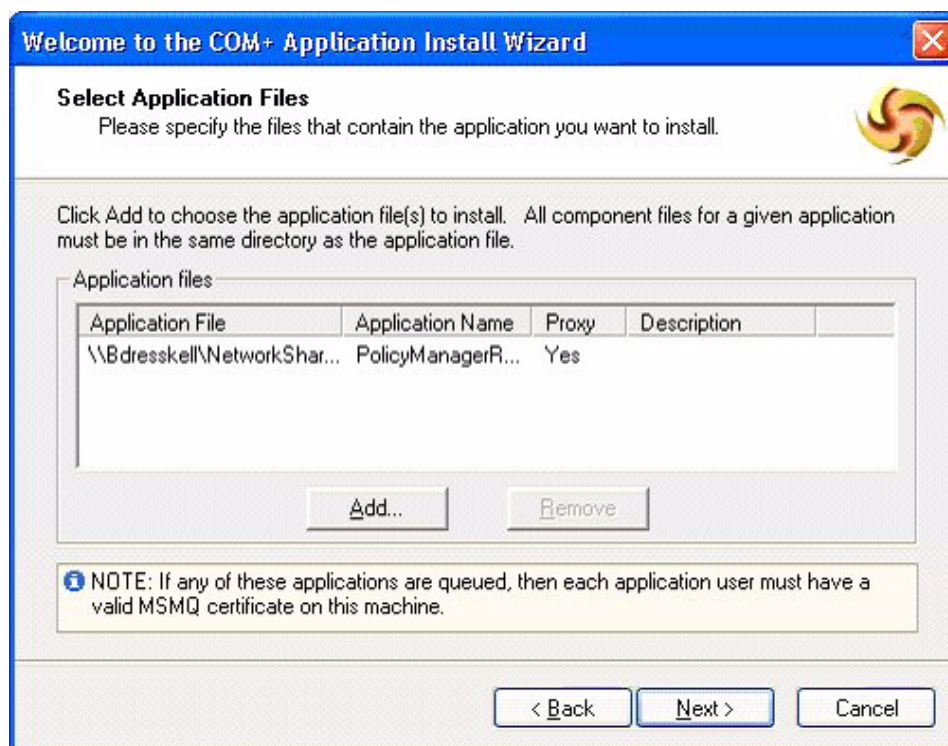 Welcome to the COM+ Application Install Wizard
Select Application Files
Please specify the files that contain the application you want to install.
Click Add to choose the application file(s) to install.  All component files for a given application
must be in the same directory as the application file.
Application files
Application File Application Name Proxy Description
\\Bdresskell\NetworkShar... PolicyManagerR... Yes
Add... Remove
NOTE: If any of these applications are queued, then each application user must have a
valid MSMQ certificate on this machine.
< Back Next > Cancel